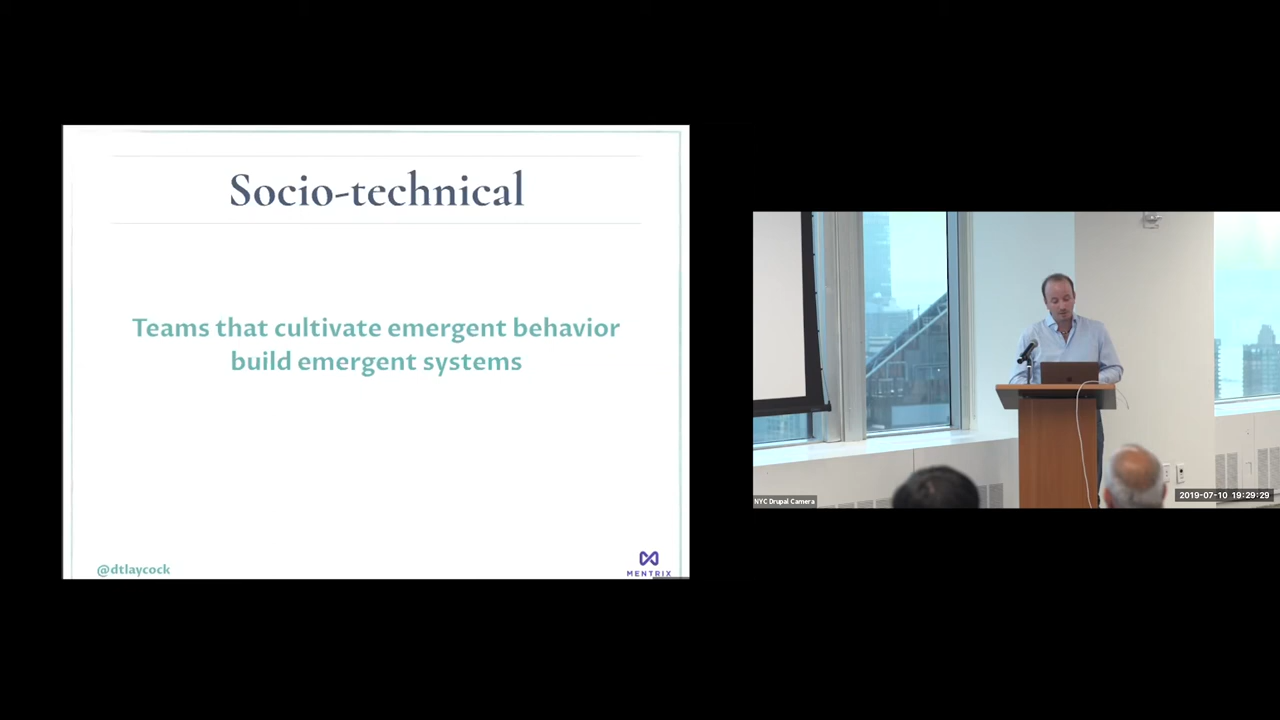 Socio-technical
Teams that cultivate emergent behavior
build emergent systems
@dtlaycock
MENTRIX
NYC Drupal Camera
2019-07-10 19:29:29